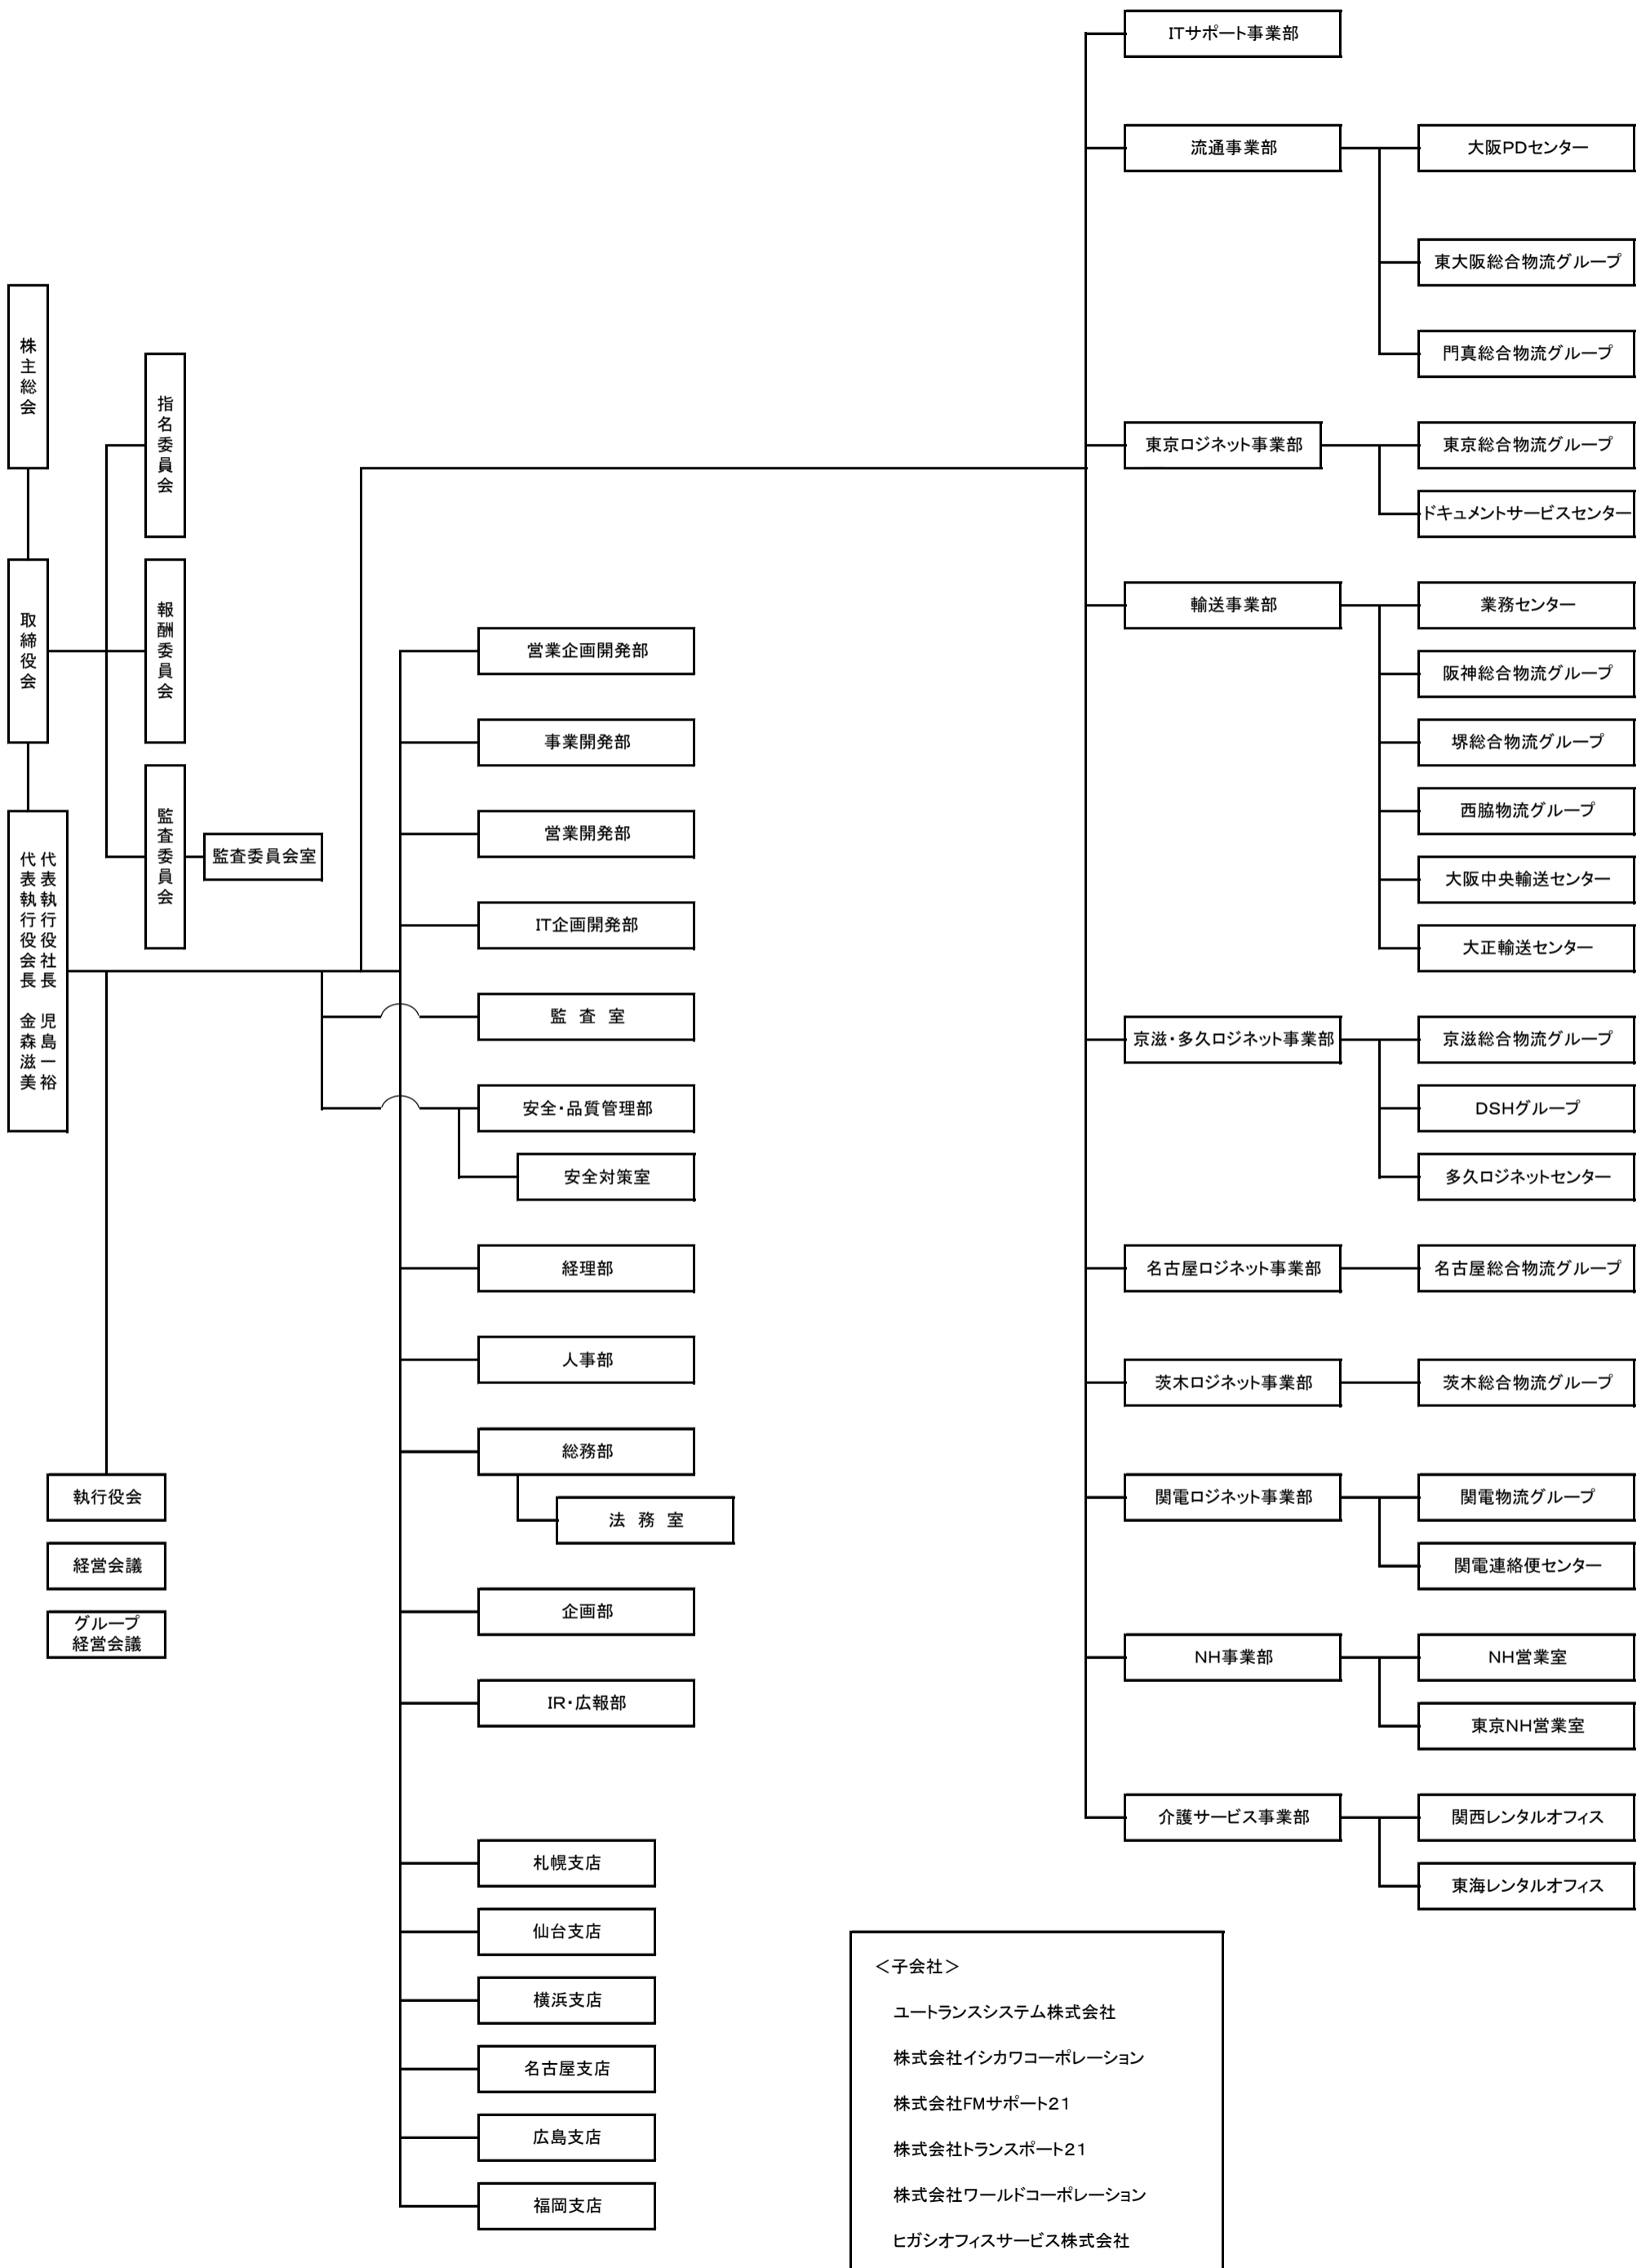 株主総会
取締役会
代表執行役社長　児島一裕
代表執行役会長　金森滋美
指名委員会
報酬委員会
監査委員会
監査委員会室
執行役会
経営会議
グループ
経営会議
営業企画開発部
事業開発部
営業開発部
IT企画開発部
監　査　室
安全・品質管理部
安全対策室
経理部
人事部
総務部
法　務　室
企画部
IR・広報部
札幌支店
仙台支店
横浜支店
名古屋支店
広島支店
福岡支店
ITサポート事業部
流通事業部
大阪PDセンター
東大阪総合物流グループ
門真総合物流グループ
東京ロジネット事業部
東京総合物流グループ
ドキュメントサービスセンター
輸送事業部
業務センター
阪神総合物流グループ
堺総合物流グループ
西脇物流グループ
大阪中央輸送センター
大正輸送センター
京滋・多久ロジネット事業部
京滋総合物流グループ
DSHグループ
多久ロジネットセンター
名古屋ロジネット事業部
名古屋総合物流グループ
茨木ロジネット事業部
茨木総合物流グループ
関電ロジネット事業部
関電物流グループ
関電連絡便センター
NH事業部
NH営業室
東京NH営業室
介護サービス事業部
関西レンタルオフィス
東海レンタルオフィス
＜子会社＞
ユートランスシステム株式会社
株式会社イシカワコーポレーション
株式会社FMサポート21
株式会社トランスポート21
株式会社ワールドコーポレーション
ヒガシオフィスサービス株式会社